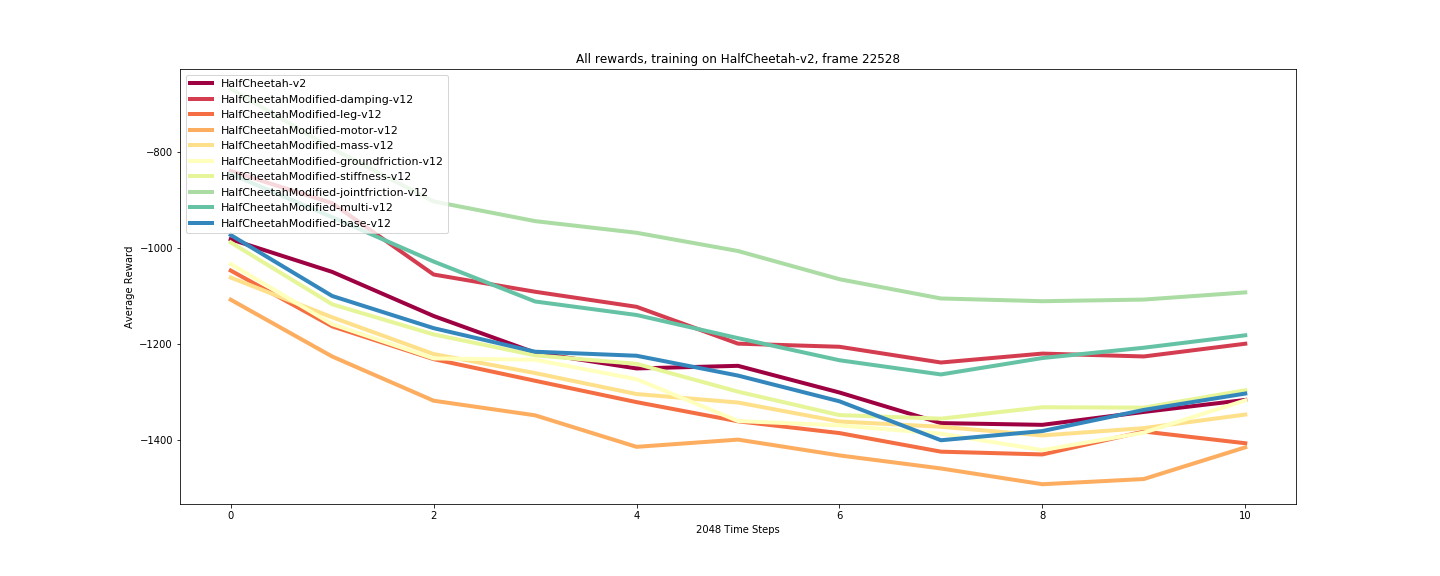 All rewards, training on HalfCheetah-v2, frame 22528
HalfCheetah-v2
HalfCheetahModified-damping-v12
HalfCheetahModified-leg-v12
HalfCheetahModified-motor-v12
HalfCheetahModified-mass-v12
HalfCheetahModified-groundfriction-v12
HalfCheetahModified-stiffness-v12
HalfCheetahModified-jointfriction-v12
HalfCheetahModified-multi-v12
HalfCheetahModified-base-v12
−800
−1000
−1200
−1400
Average Reward
0 2 4 6 8 10
2048 Time Steps